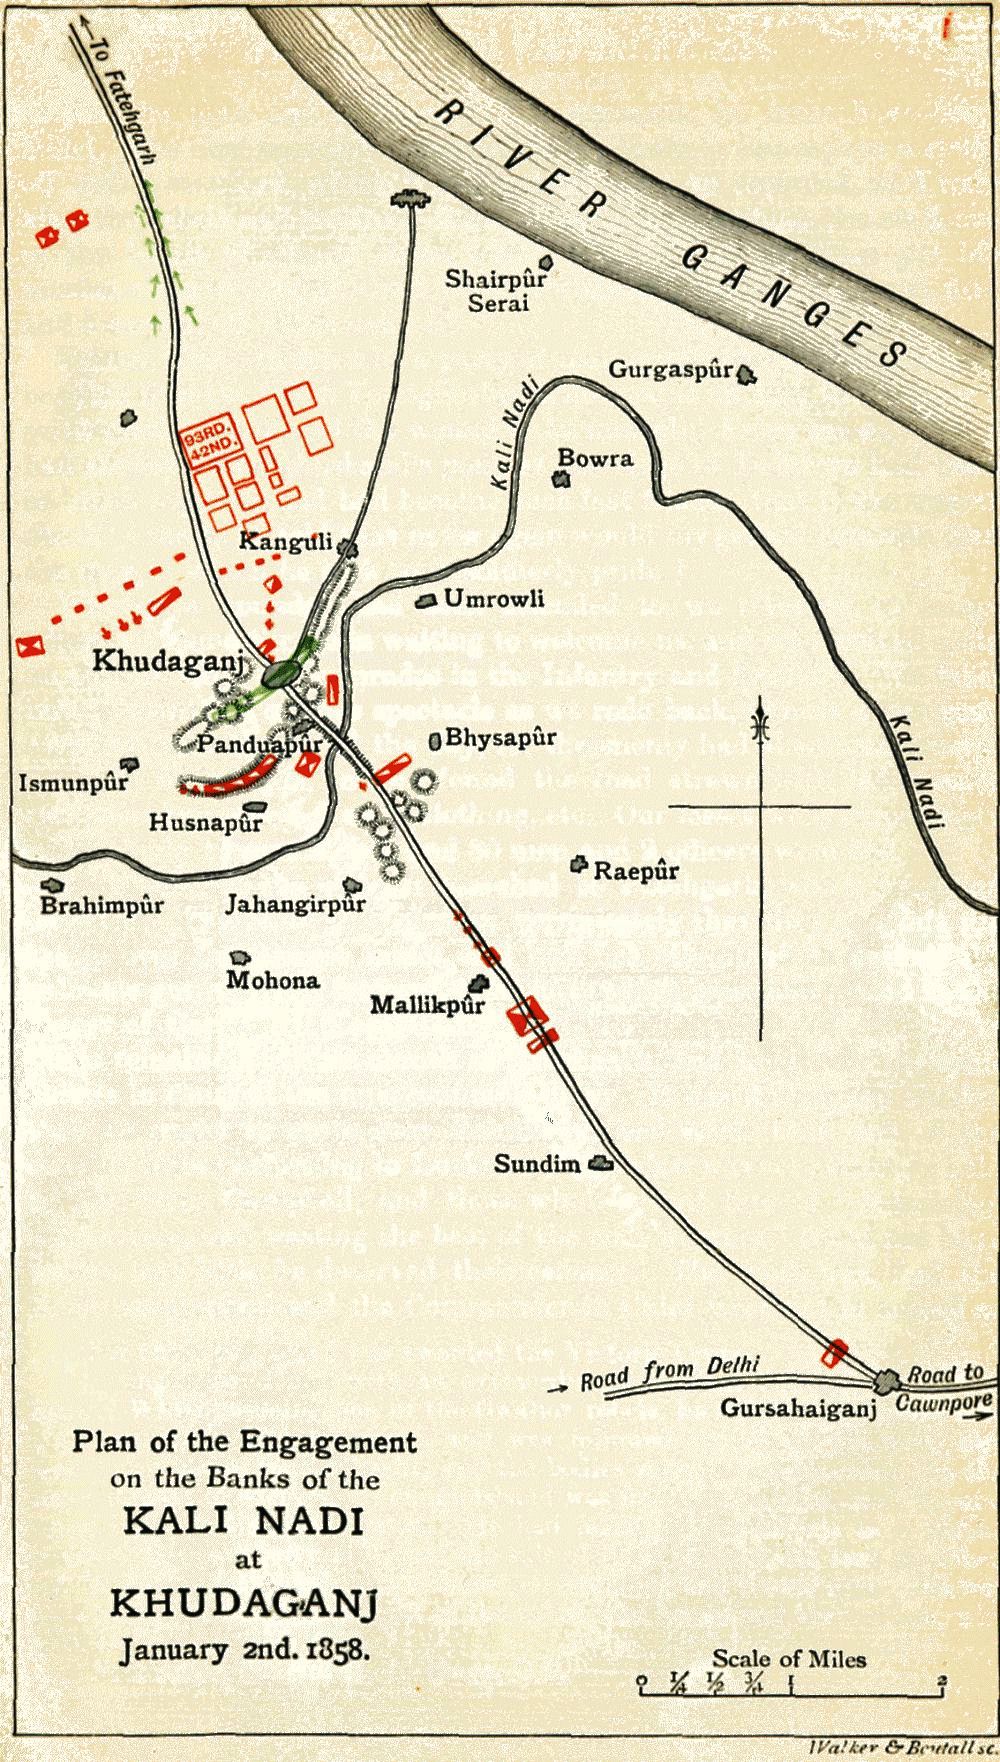 To Fatehgarh
RIVER GANGES
Shairpûr
Serai
Gurgaspûr
Kali Nadi
93RD.
42ND.
Bowra
Kanguli
Umrowli
Khudaganj
Panduapûr
Bhysapûr
Kali Nadi
Ismunpûr
Husnapûr
Raepûr
Brahimpûr
Jahangirpûr
Mohona
Mallikpûr
Sundim
Road from Delhi
Road to
Cawnpore
Gursahaiganj
Plan of the Engagement
on the Banks of the
KALI NADI
at
KHUDAGANJ
January 2nd. 1858.
Scale of Miles
0 1/4 1/2 3/4 1 2
Walker & Boutall sc.